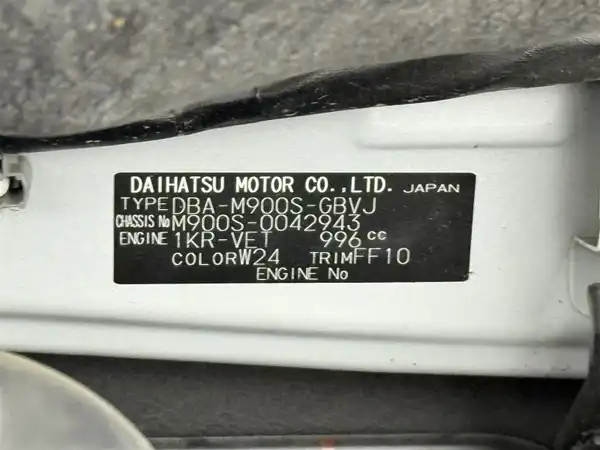 DAIHATSU MOTOR CO.,LTD. JAPAN
TYPE DBA-M900S-GBVJ
CHASSIS No M900S-0042943
ENGINE 1KR-VET 996 cc
COLOR W24 TRIM FF10
ENGINE No